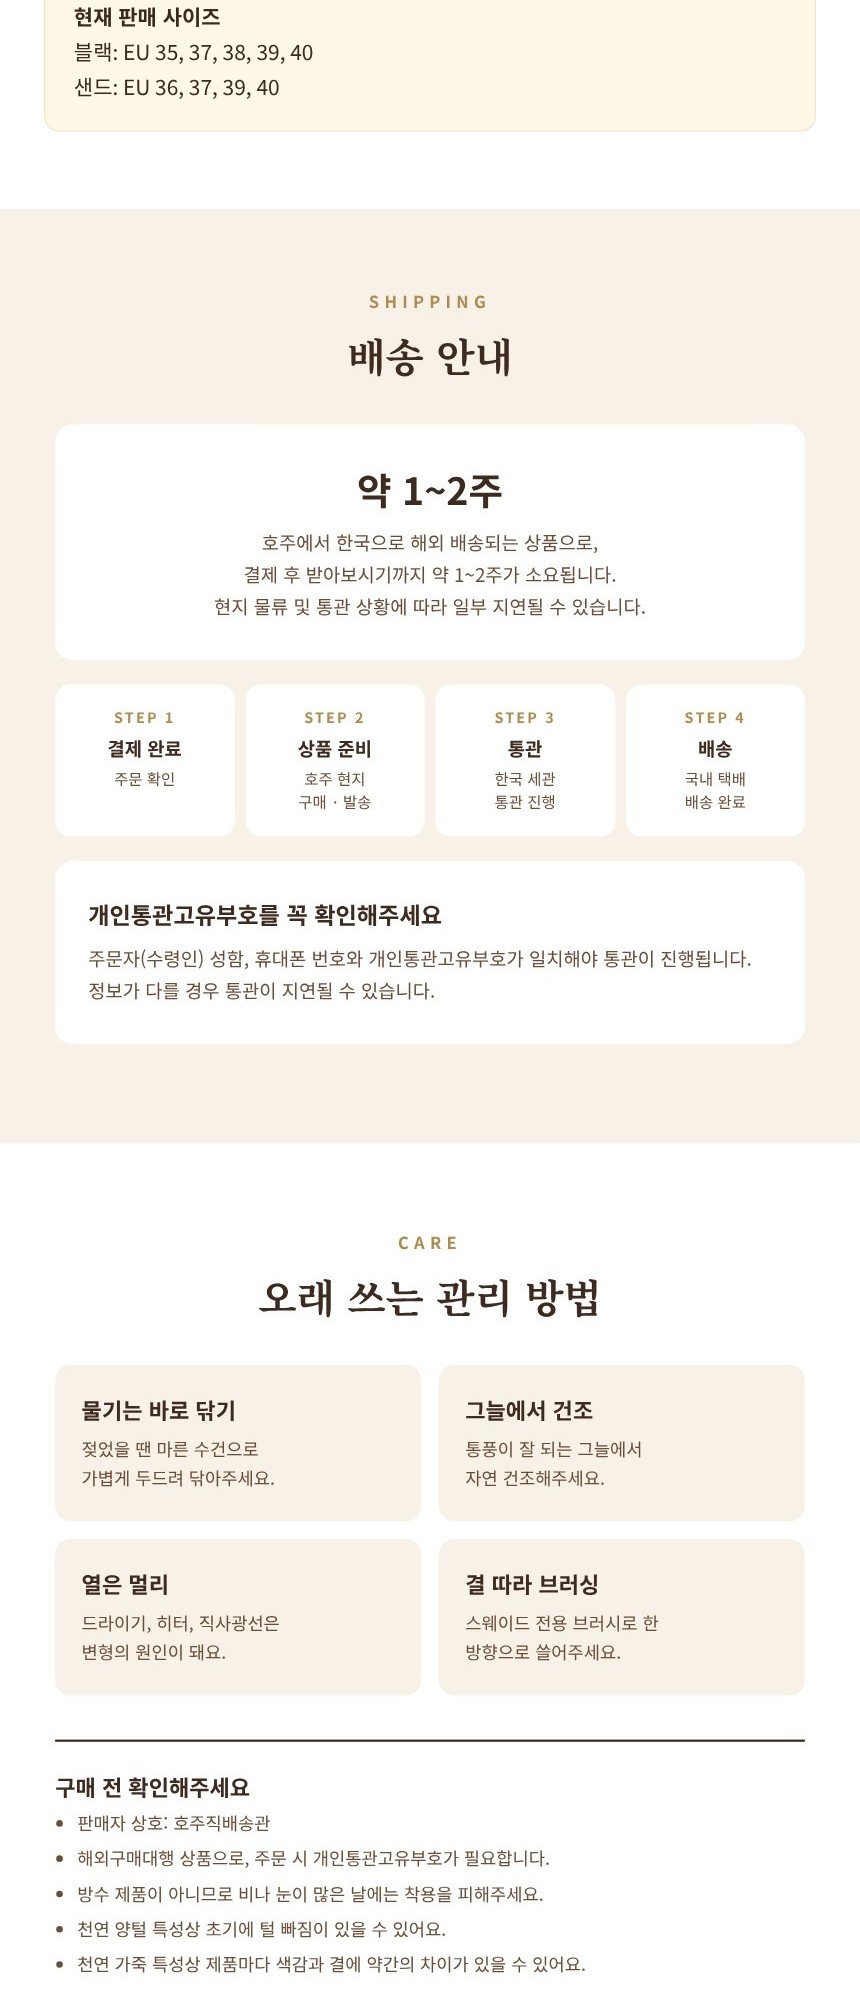 현재 판매 사이즈
블랙: EU 35, 37, 38, 39, 40
샌드: EU 36, 37, 39, 40
SHIPPING
배송 안내
약 1~2주
호주에서 한국으로 해외 배송되는 상품으로,
결제 후 받아보시기까지 약 1~2주가 소요됩니다.
현지 물류 및 통관 상황에 따라 일부 지연될 수 있습니다.
STEP 1
결제 완료
주문 확인
STEP 2
상품 준비
호주 현지
구매 · 발송
STEP 3
통관
한국 세관
통관 진행
STEP 4
배송
국내 택배
배송 완료
개인통관고유부호를 꼭 확인해주세요
주문자(수령인) 성함, 휴대폰 번호와 개인통관고유부호가 일치해야 통관이 진행됩니다.
정보가 다를 경우 통관이 지연될 수 있습니다.
CARE
오래 쓰는 관리 방법
물기는 바로 닦기
젖었을 땐 마른 수건으로
가볍게 두드려 닦아주세요.
그늘에서 건조
통풍이 잘 되는 그늘에서
자연 건조해주세요.
열은 멀리
드라이기, 히터, 직사광선은
변형의 원인이 돼요.
결 따라 브러싱
스웨이드 전용 브러시로 한
방향으로 쓸어주세요.
구매 전 확인해주세요
• 판매자 상호: 호주직배송관
• 해외구매대행 상품으로, 주문 시 개인통관고유부호가 필요합니다.
• 방수 제품이 아니므로 비나 눈이 많은 날에는 착용을 피해주세요.
• 천연 양털 특성상 초기에 털 빠짐이 있을 수 있어요.
• 천연 가죽 특성상 제품마다 색감과 결에 약간의 차이가 있을 수 있어요.